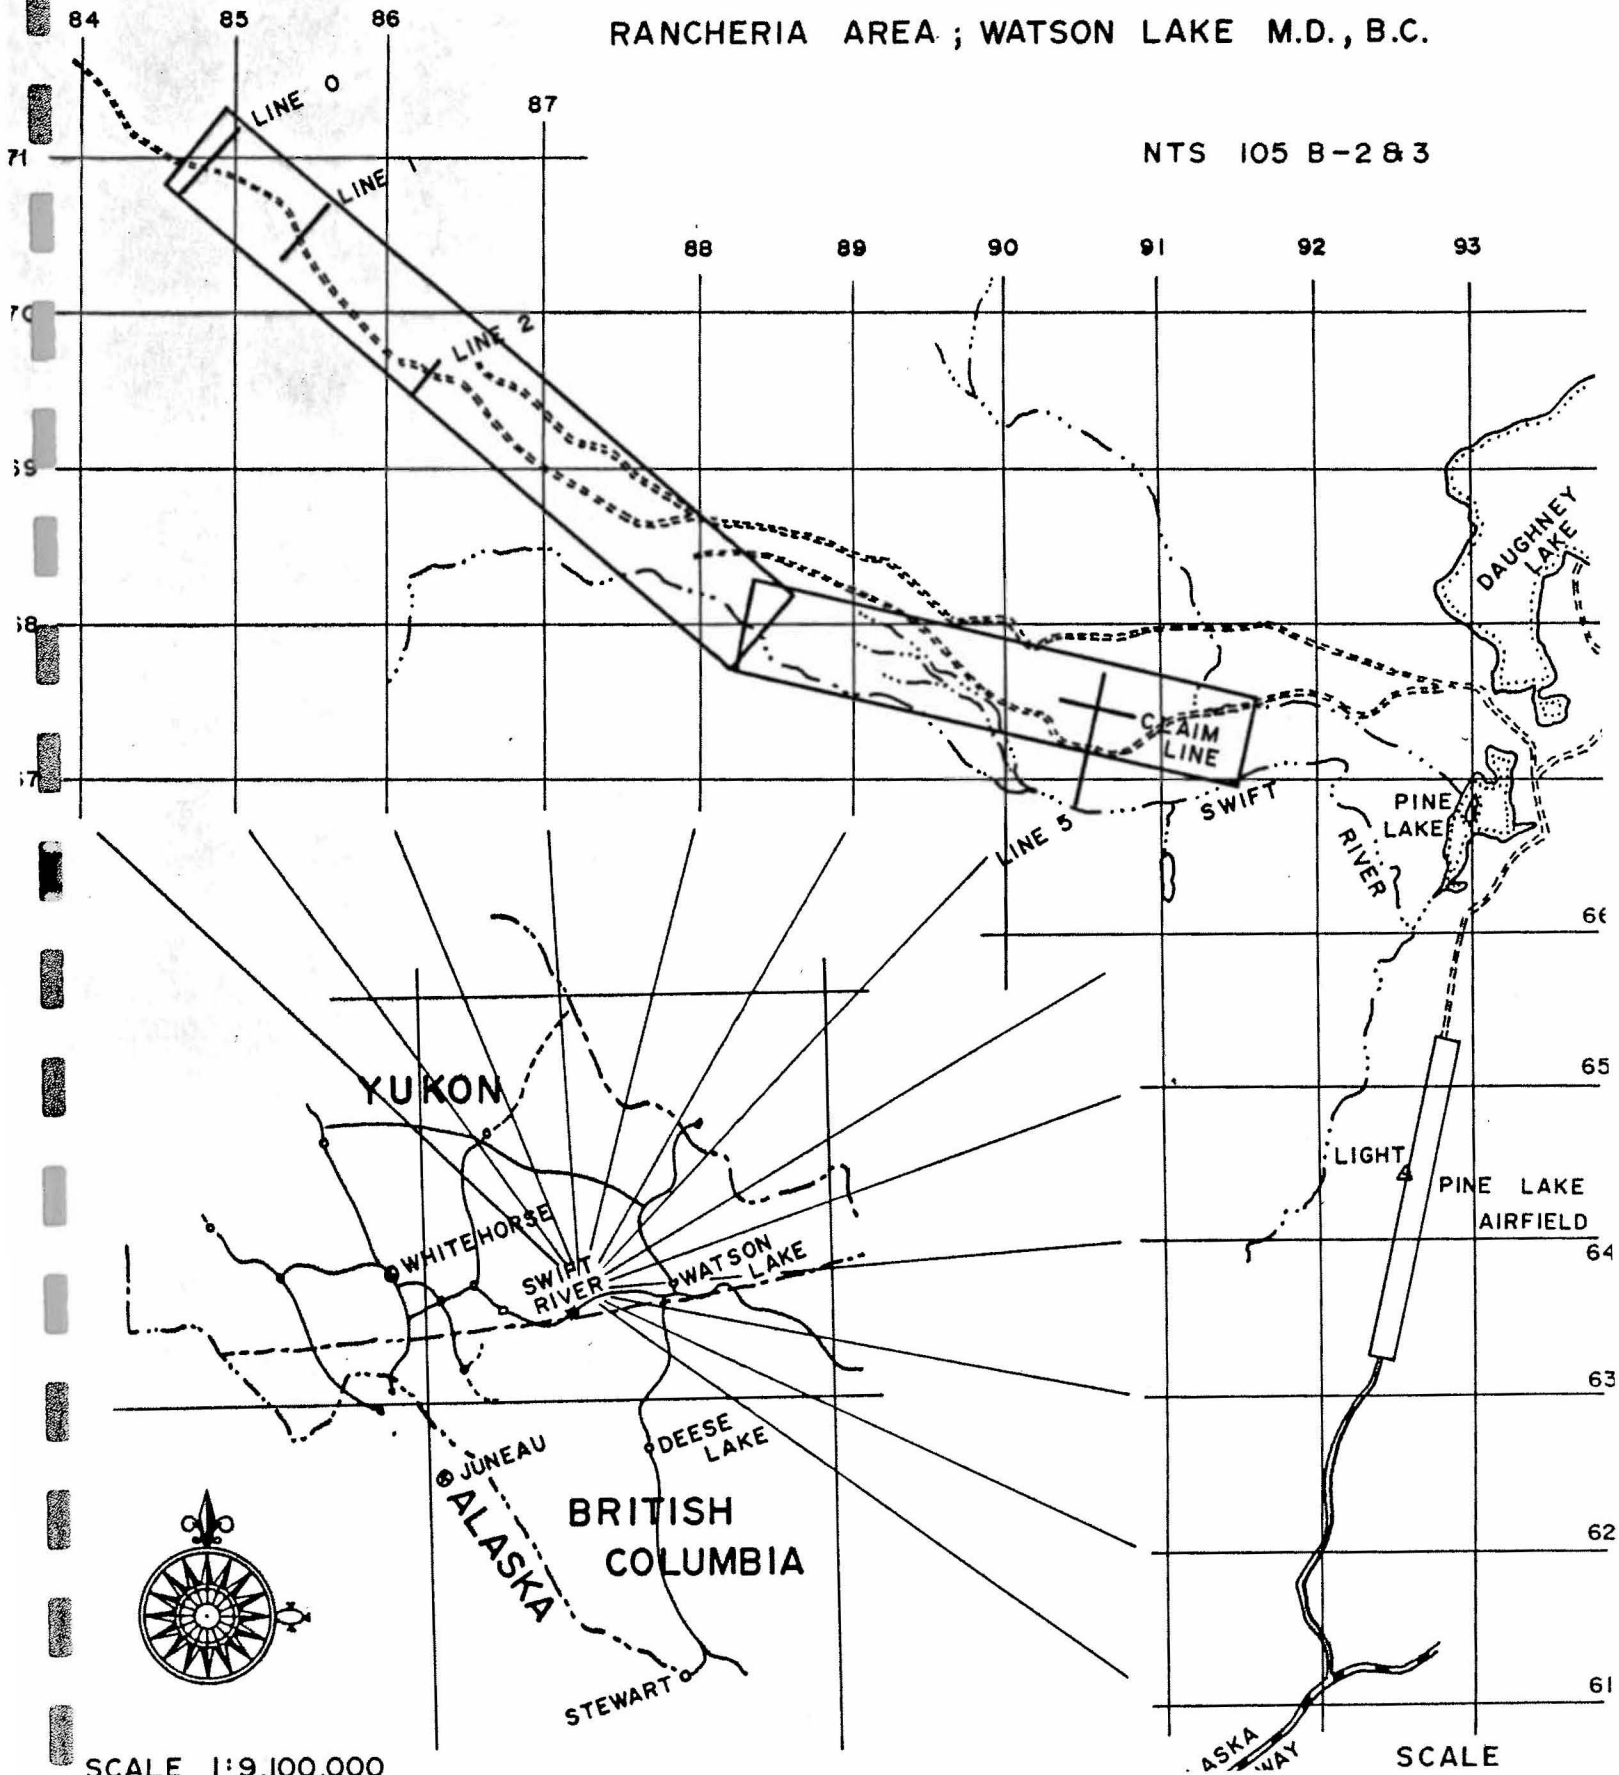 RANCHERIA AREA ; WATSON LAKE M.D., B.C.
NTS 105 B-2 & 3
84 85 86
87
88 89 90 91 92 93
71
LINE 0
LINE 1
LINE 2
DAUGHNEY
LAKE
CLAIM
LINE
SWIFT
RIVER
PINE
LAKE
LINE 5
65
LIGHT
PINE LAKE
AIRFIELD
64
63
62
61
YUKON
WHITEHORSE
SWIFT
RIVER
WATSON
LAKE
JUNEAU
ALASKA
DEESE
LAKE
BRITISH
COLUMBIA
STEWART
SCALE 1:9,100,000
ASKA
WAY
SCALE